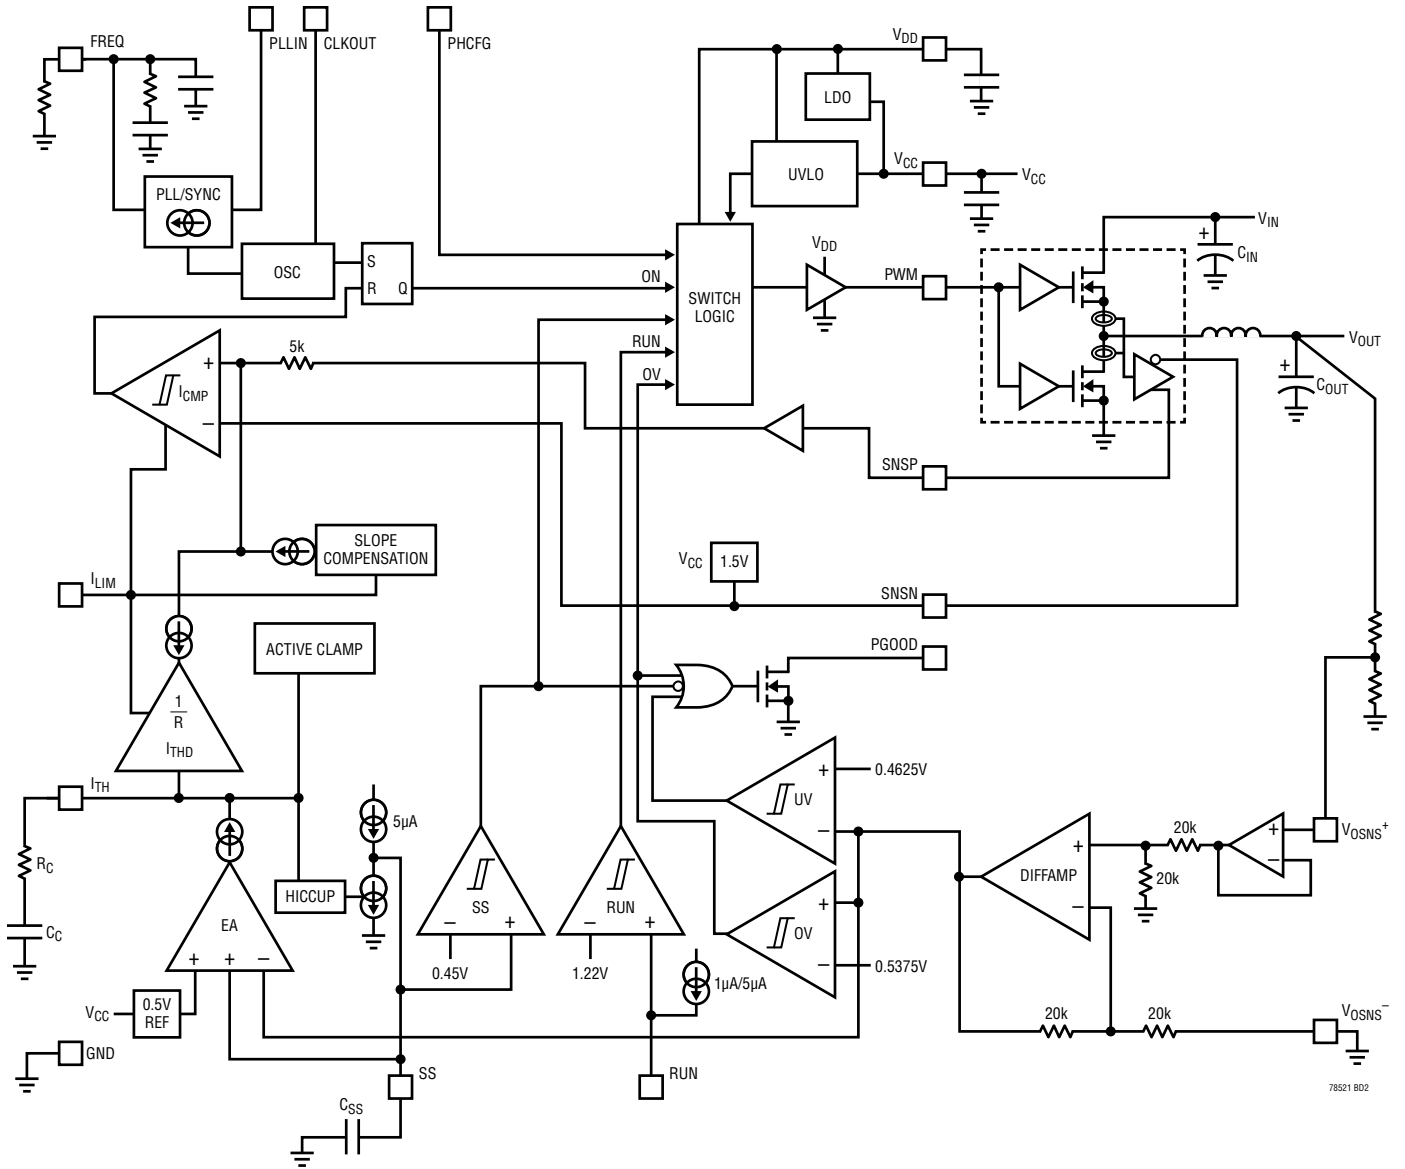 FREQ
PLLIN
CLKOUT
PHCFG
VDD
LDO
PLL/SYNC
UVLO
VCC
VCC
VIN
+
CIN
OSC
S
R
Q
ON
SWITCH
LOGIC
VDD
PWM
RUN
OV
5k
VOUT
+
COUT
+
ICMP
–
SNSP
SLOPE
COMPENSATION
ILIM
VCC
1.5V
SNSN
PGOOD
ACTIVE CLAMP
1
R
ITHD
ITH
5µA
+
0.4625V
UV
–
RC
HICCUP
CC
EA
+
+
–
SS
–
+
0.45V
RUN
–
+
1.22V
1µA/5µA
+
OV
–
0.5375V
DIFFAMP
+
–
20k
20k
+
–
VOSNS+
20k
20k
VOSNS–
VCC
0.5V
REF
GND
SS
RUN
CSS
78521 BD2